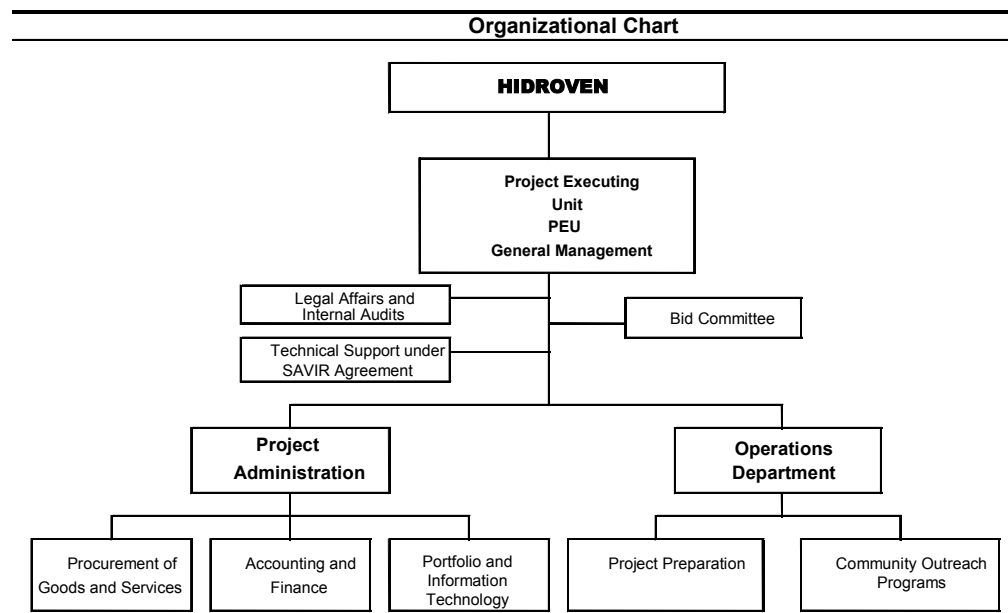 Organizational Chart
HIDROVEN
Project Executing
Unit
PEU
General Management
Legal Affairs and
Internal Audits
Bid Committee
Technical Support under
SAVIR Agreement
Project
Administration
Operations
Department
Procurement of
Goods and Services
Accounting and
Finance
Portfolio and
Information
Technology
Project Preparation
Community Outreach
Programs